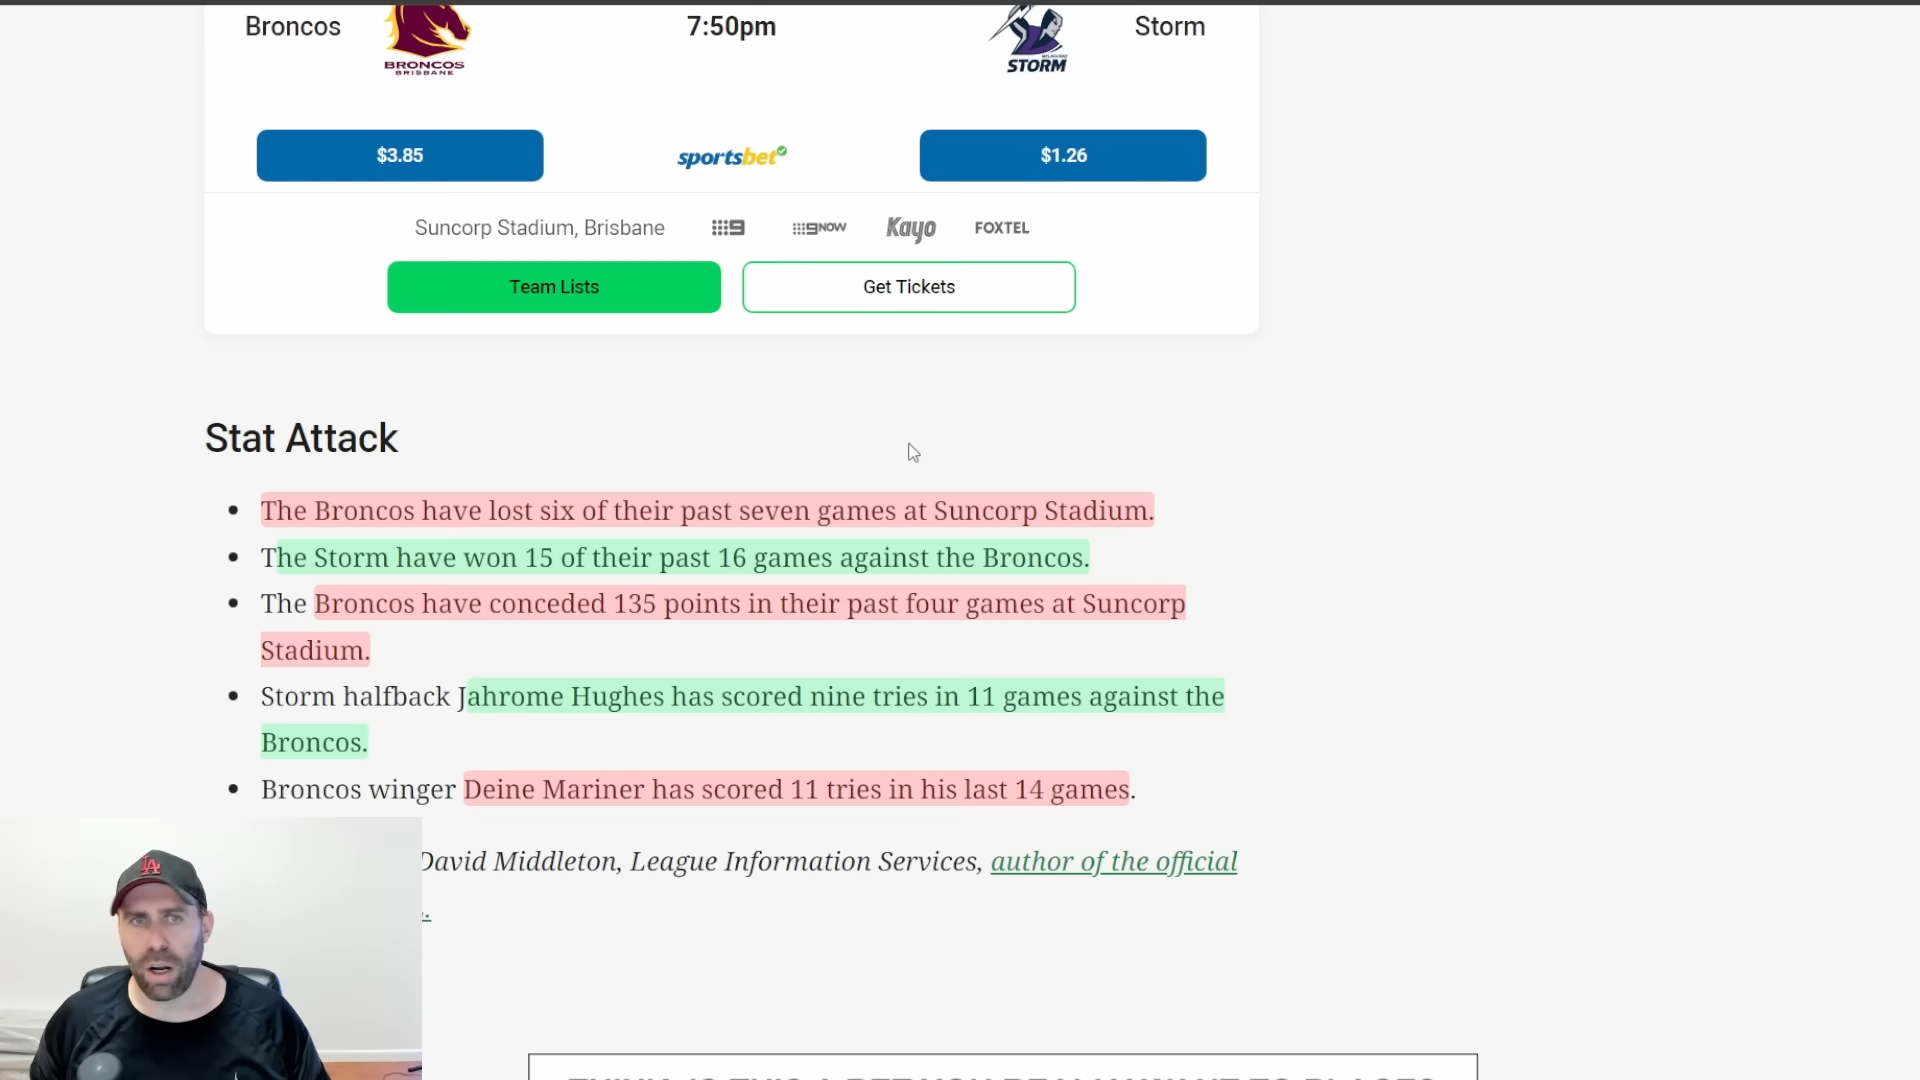 Broncos
BRONCOS
BRISBANE
7:50pm
STORM
Storm
$3.85
sportsbet
$1.26
Suncorp Stadium, Brisbane
9
9NOW
Kayo
FOXTEL
Team Lists
Get Tickets
Stat Attack
The Broncos have lost six of their past seven games at Suncorp Stadium.
The Storm have won 15 of their past 16 games against the Broncos.
The Broncos have conceded 135 points in their past four games at Suncorp
Stadium.
Storm halfback Jahrome Hughes has scored nine tries in 11 games against the
Broncos.
Broncos winger Deine Mariner has scored 11 tries in his last 14 games.
David Middleton, League Information Services, author of the official
LA